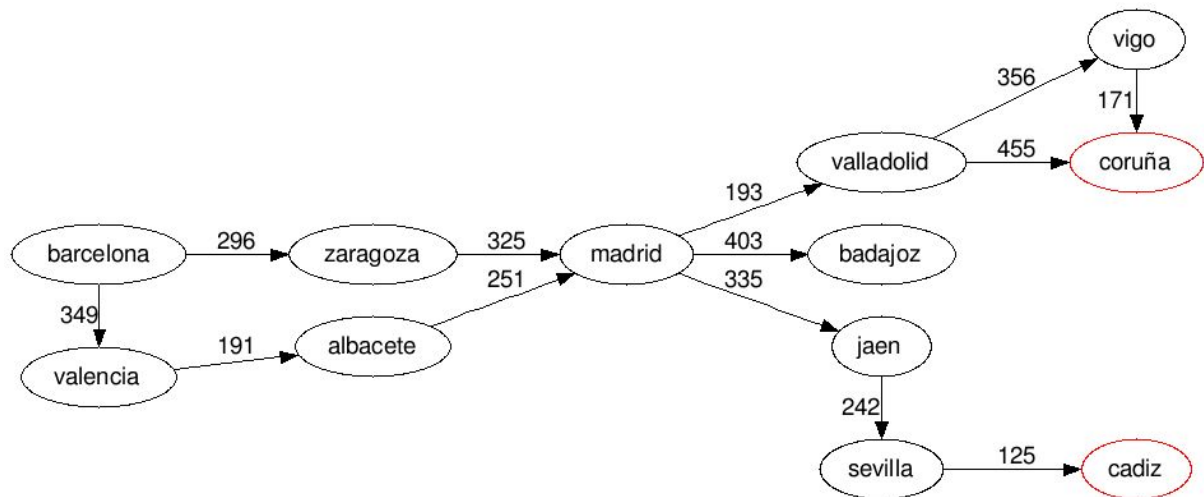 vigo
356
171
valladolid
455
coruña
193
barcelona
296
zaragoza
325
madrid
403
badajoz
251
335
349
191
albacete
jaen
valencia
242
sevilla
125
cadiz